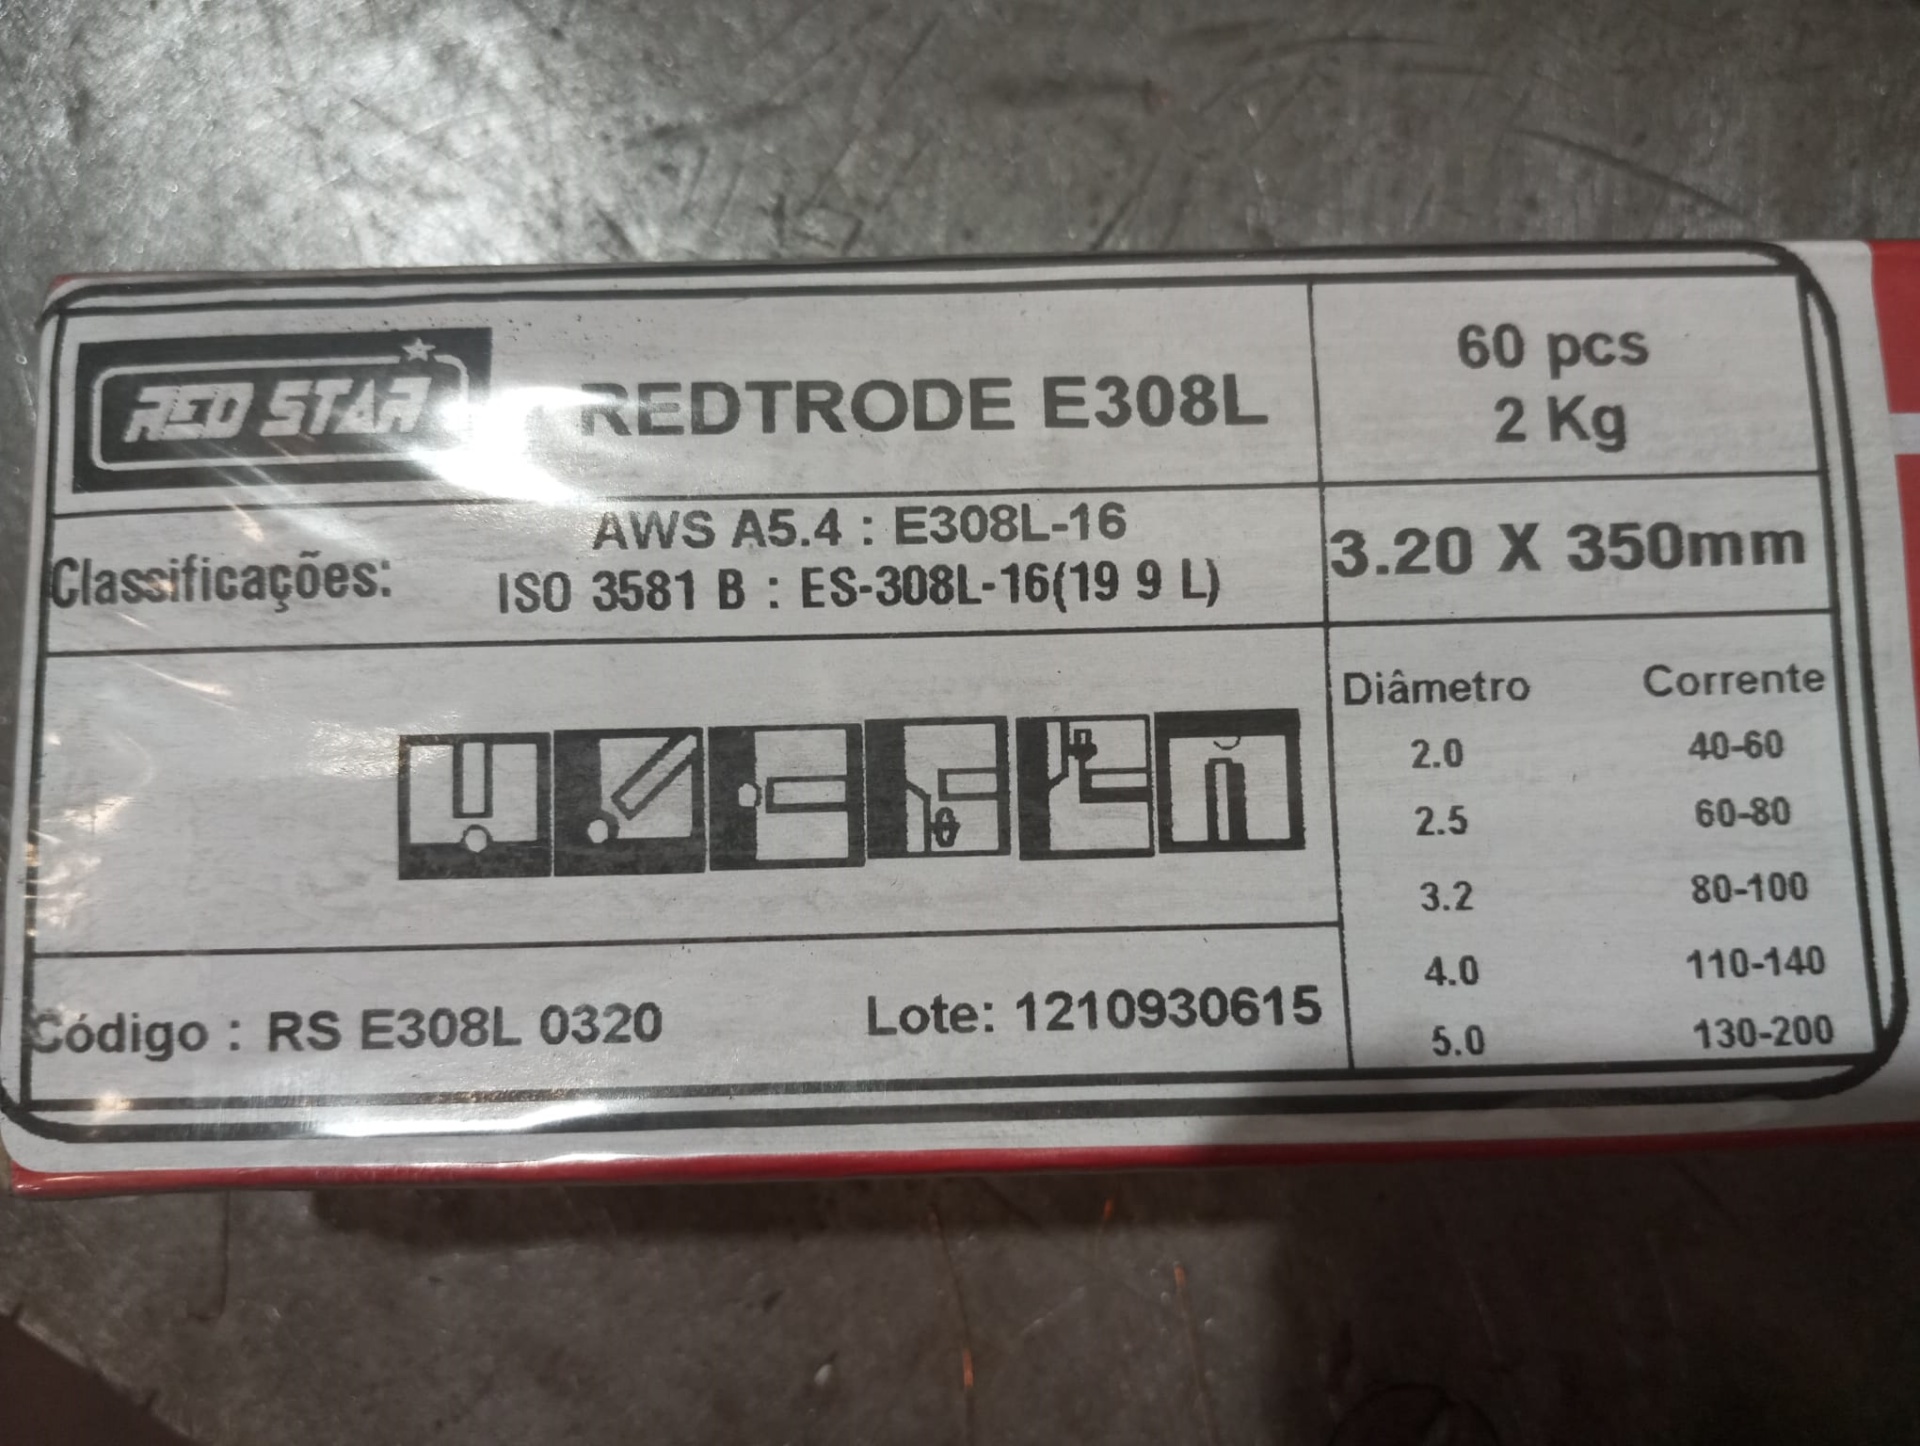 RED STAR
REDTRODE E308L
60 pcs
2 Kg
Classificações:
AWS A5.4 : E308L-16
ISO 3581 B : ES-308L-16(19 9 L)
3.20 X 350mm
Diâmetro Corrente
2.0 40-60
2.5 60-80
3.2 80-100
4.0 110-140
5.0 130-200
Código : RS E308L 0320
Lote: 1210930615